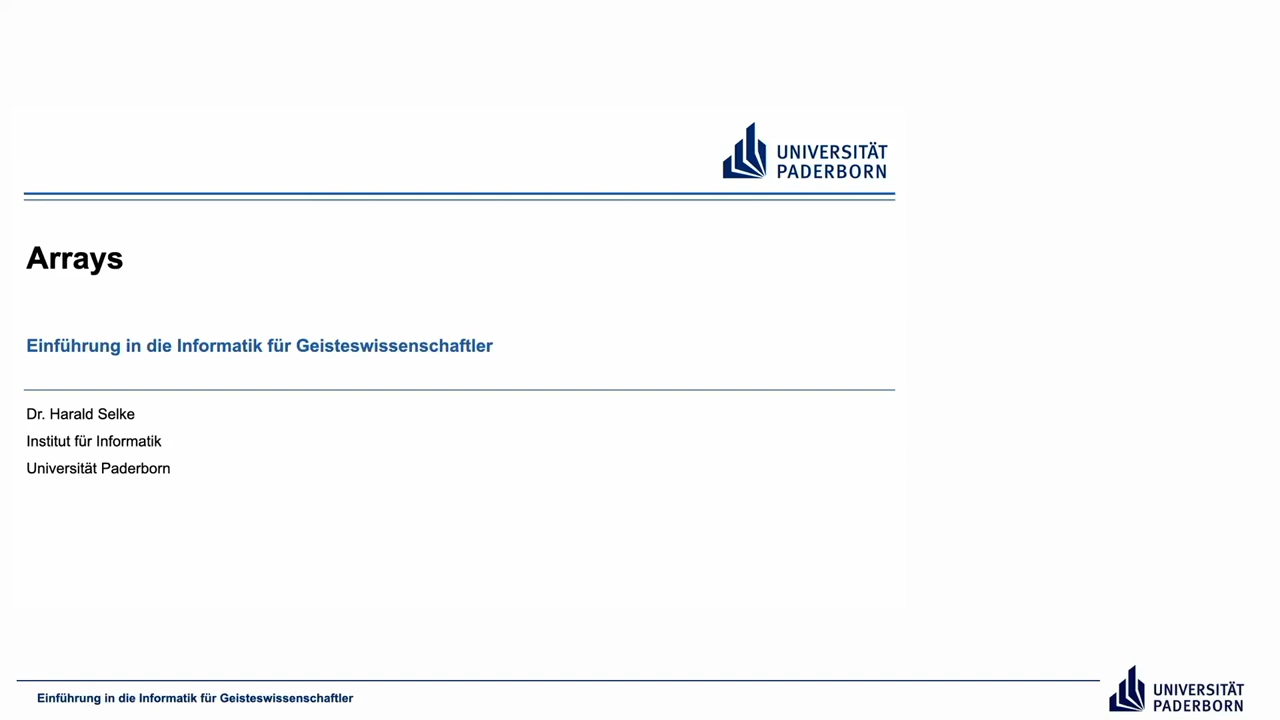 UNIVERSITÄT
PADERBORN
Arrays
Einführung in die Informatik für Geisteswissenschaftler
Dr. Harald Selke
Institut für Informatik
Universität Paderborn
Einführung in die Informatik für Geisteswissenschaftler
UNIVERSITÄT
PADERBORN